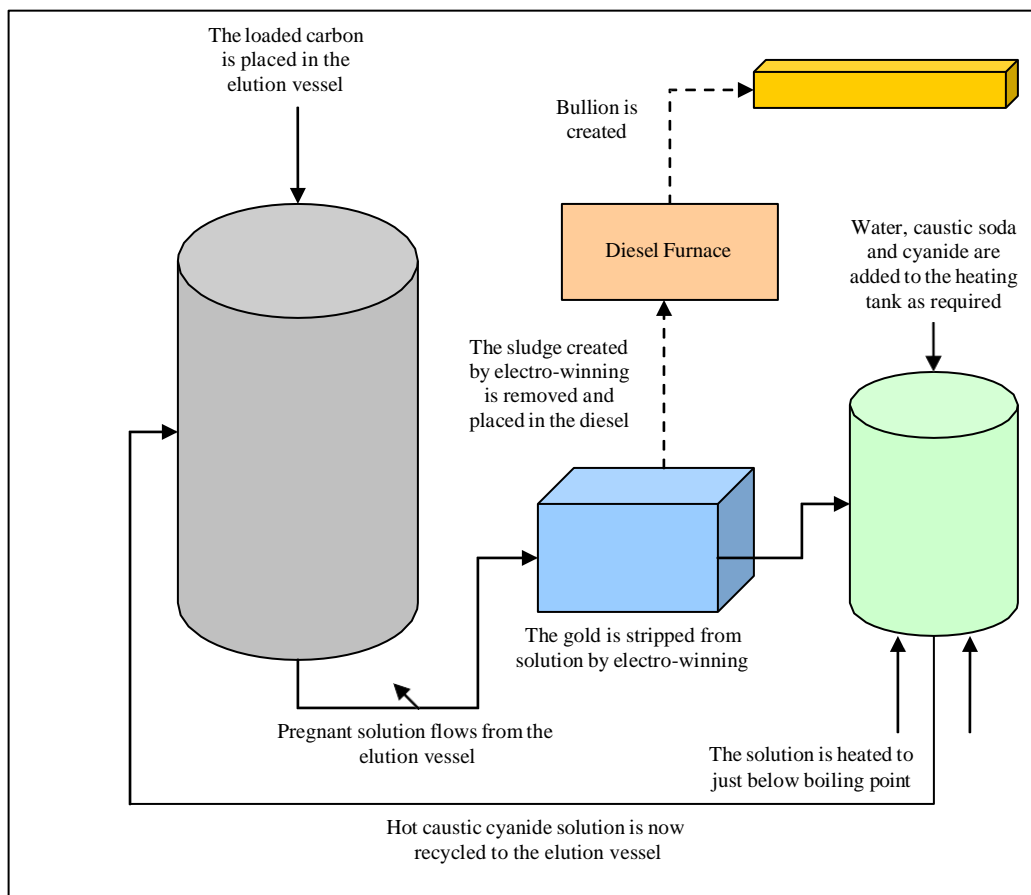 The loaded carbon
is placed in the
elution vessel
Bullion is
created
Diesel Furnace
Water, caustic soda
and cyanide are
added to the heating
tank as required
The sludge created
by electro-winning
is removed and
placed in the diesel
The gold is stripped from
solution by electro-winning
Pregnant solution flows from the
elution vessel
The solution is heated to
just below boiling point
Hot caustic cyanide solution is now
recycled to the elution vessel